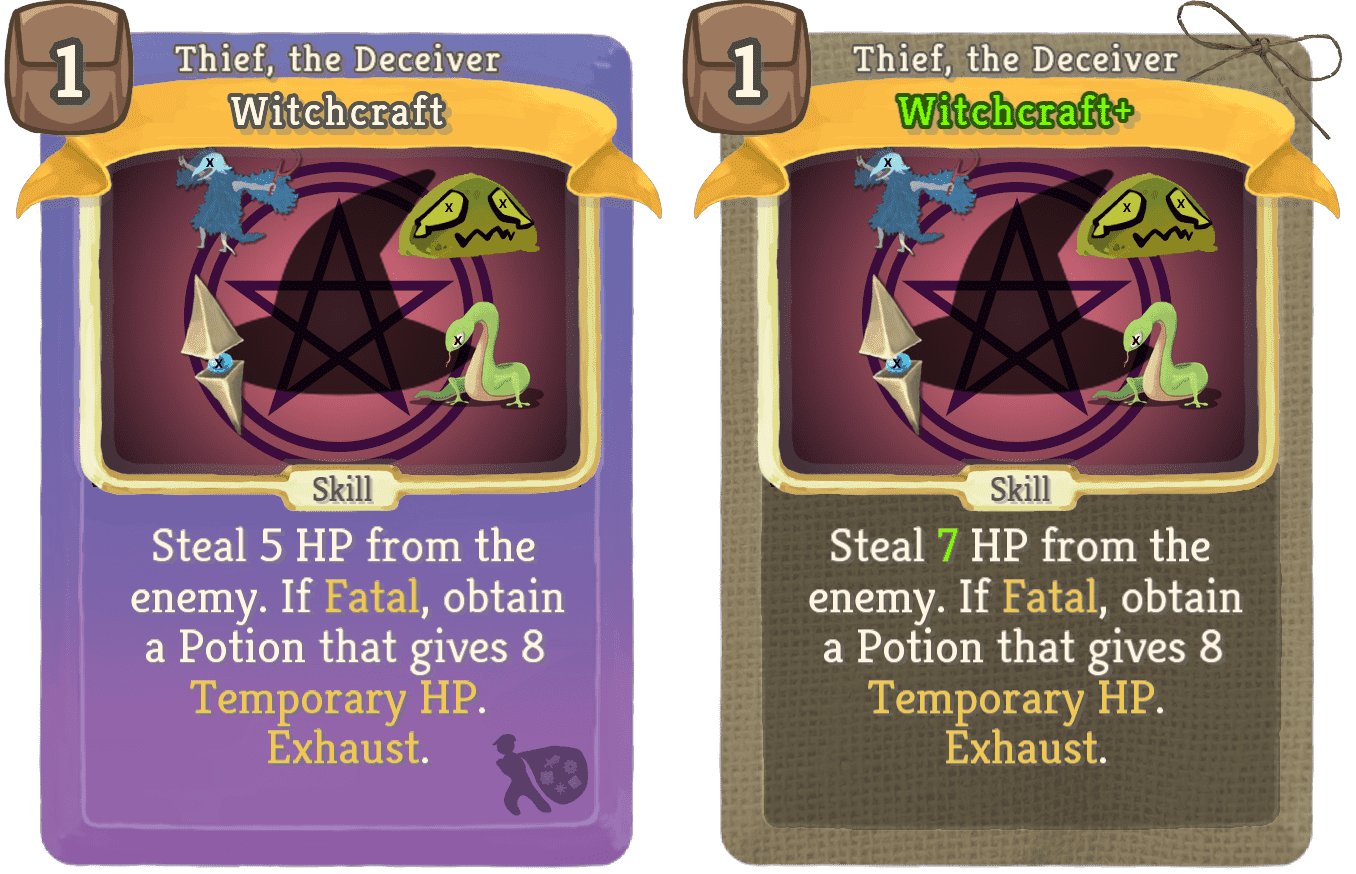 1
Thief, the Deceiver
Witchcraft
x
x x
x
x
Skill
Steal 5 HP from the
enemy. If Fatal, obtain
a Potion that gives 8
Temporary HP.
Exhaust.
1
Thief, the Deceiver
Witchcraft+
x
x x
x
x
Skill
Steal 7 HP from the
enemy. If Fatal, obtain
a Potion that gives 8
Temporary HP.
Exhaust.